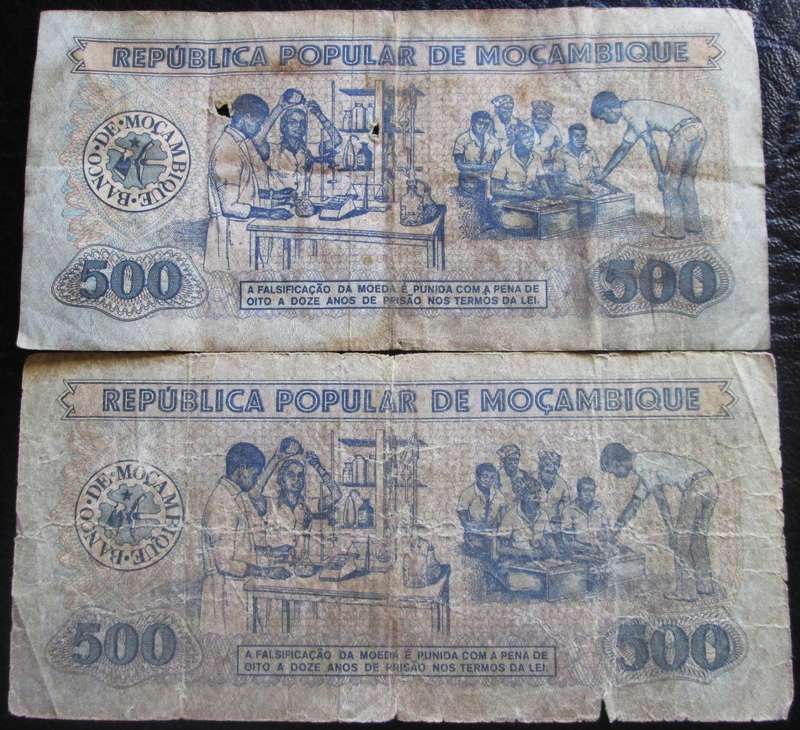 REPÚBLICA POPULAR DE MOÇAMBIQUE
BANCO·DE·MOÇAMBIQUE·
500
A FALSIFICAÇÃO DA MOEDA É PUNIDA COM A PENA DE
OITO A DOZE ANOS DE PRISÃO NOS TERMOS DA LEI.
500
REPÚBLICA POPULAR DE MOÇAMBIQUE
BANCO·DE·MOÇAMBIQUE·
500
A FALSIFICAÇÃO DA MOEDA É PUNIDA COM A PENA DE
OITO A DOZE ANOS DE PRISÃO NOS TERMOS DA LEI.
500